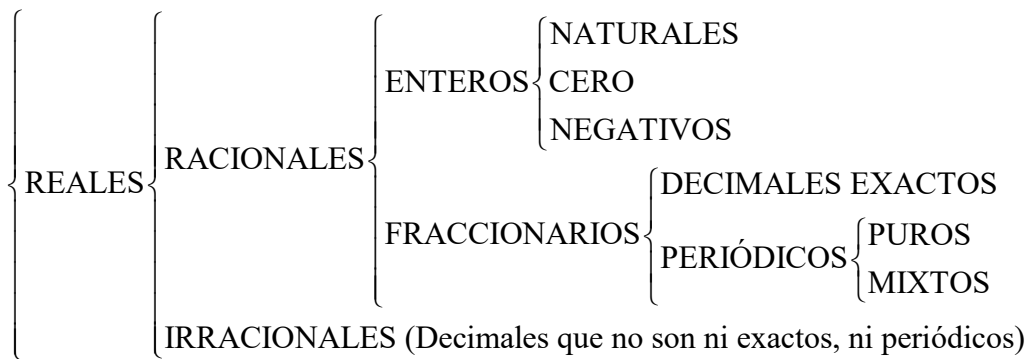 NATURALES
ENTEROS CERO
NEGATIVOS
RACIONALES
REALES
DECIMALES EXACTOS
FRACCIONARIOS
PUROS
PERIÓDICOS
MIXTOS
IRRACIONALES (Decimales que no son ni exactos, ni periódicos)